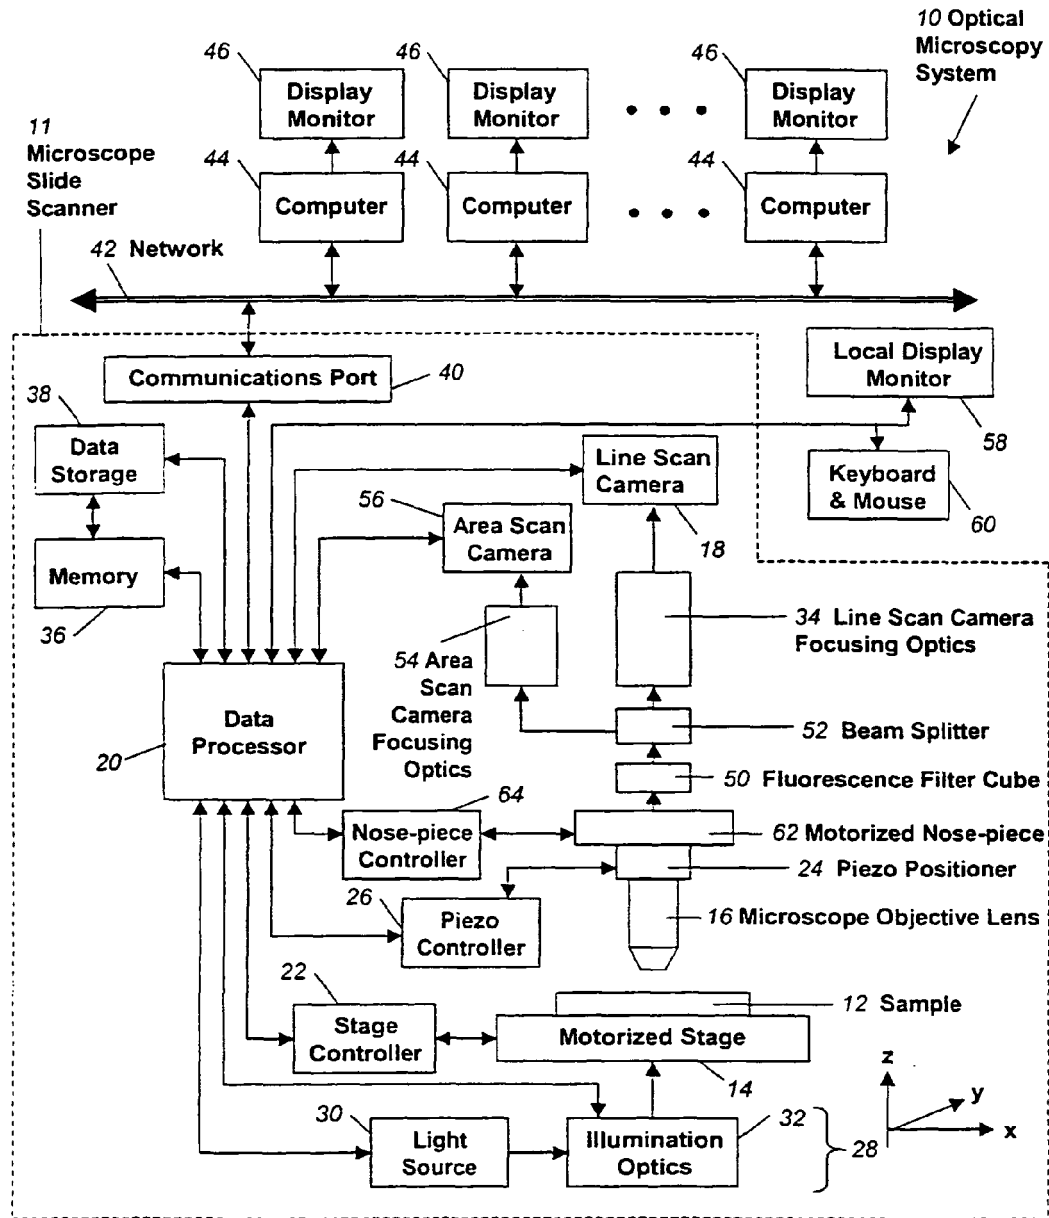 10 Optical
Microscopy
System
46
46
46
Display
Monitor
Display
Monitor
Display
Monitor
11
Microscope
Slide
Scanner
44
44
44
Computer
Computer
Computer
42 Network
Communications Port
40
Local Display
Monitor
58
38
Data
Storage
Line Scan
Camera
18
Keyboard
& Mouse
60
56
Area Scan
Camera
Memory
36
34 Line Scan Camera
Focusing Optics
54 Area
Scan
Camera
Focusing
Optics
Data
Processor
20
52 Beam Splitter
50 Fluorescence Filter Cube
64
Nose-piece
Controller
62 Motorized Nose-piece
24 Piezo Positioner
26
Piezo
Controller
16 Microscope Objective Lens
22
Stage
Controller
12 Sample
Motorized Stage
14
z
y
x
30
Light
Source
32
Illumination
Optics
28